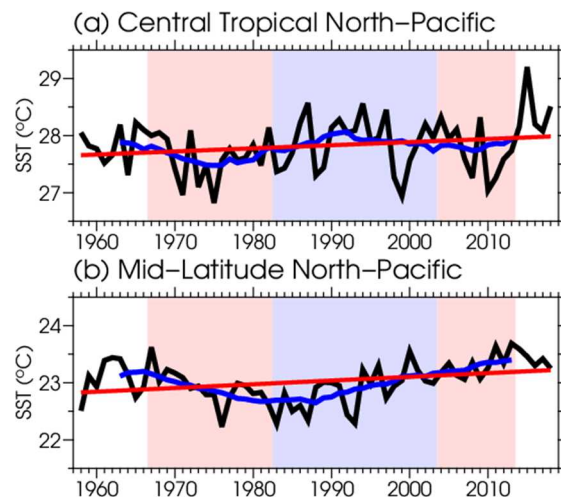 (a) Central Tropical North–Pacific
SST (°C)
29
28
27
1960 1970 1980 1990 2000 2010
(b) Mid–Latitude North–Pacific
SST (°C)
24
23
22
1960 1970 1980 1990 2000 2010